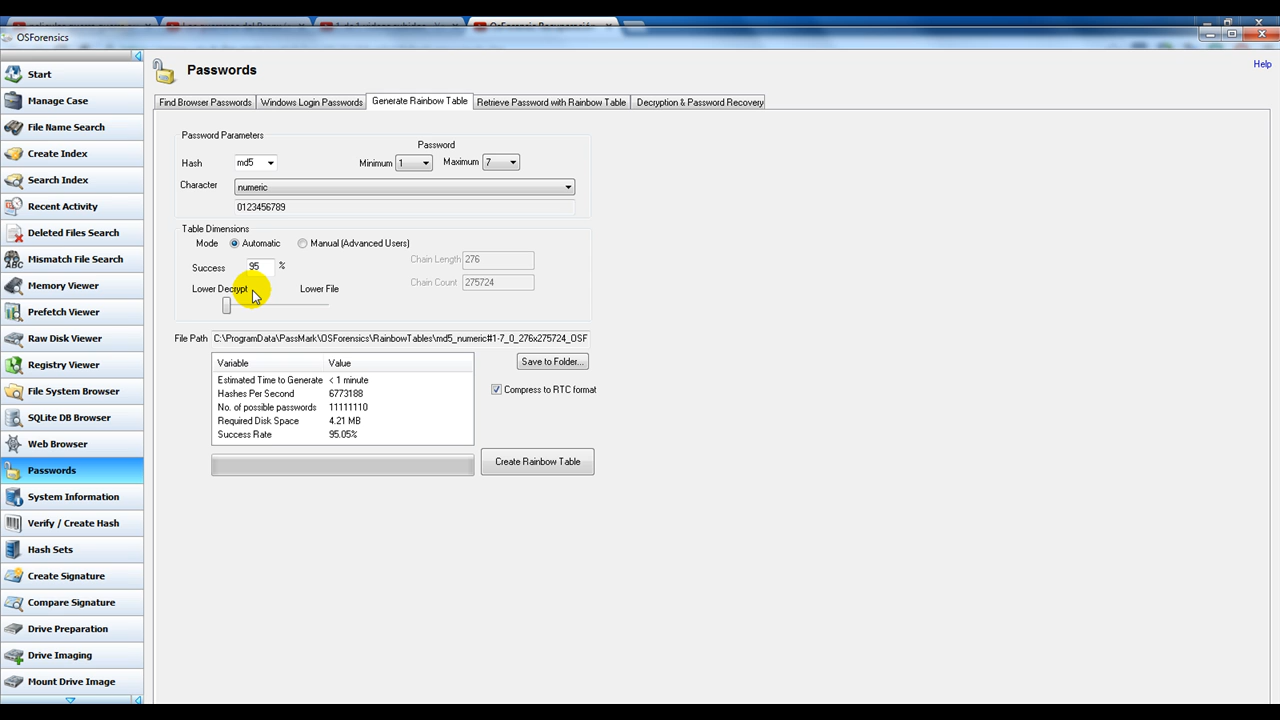 OSForensics
Start
Manage Case
File Name Search
Create Index
Search Index
Recent Activity
Deleted Files Search
Mismatch File Search
Memory Viewer
Prefetch Viewer
Raw Disk Viewer
Registry Viewer
File System Browser
SQLite DB Browser
Web Browser
Passwords
System Information
Verify / Create Hash
Hash Sets
Create Signature
Compare Signature
Drive Preparation
Drive Imaging
Mount Drive Image
Passwords
Help
Find Browser Passwords
Windows Login Passwords
Generate Rainbow Table
Retrieve Password with Rainbow Table
Decryption & Password Recovery
Password Parameters
Password
Hash md5 Minimum 1 Maximum 7
Character numeric
0123456789
Table Dimensions
Mode Automatic Manual (Advanced Users)
Success 95 %
Chain Length 276
Chain Count 275724
Lower Decrypt Lower File
File Path C:\ProgramData\PassMark\OSForensics\RainbowTables\md5_numeric#1-7_0_276x275724_OSF
Variable Value
Estimated Time to Generate < 1 minute
Hashes Per Second 6773188
No. of possible passwords 11111110
Required Disk Space 4.21 MB
Success Rate 95.05%
Save to Folder...
Compress to RTC format
Create Rainbow Table